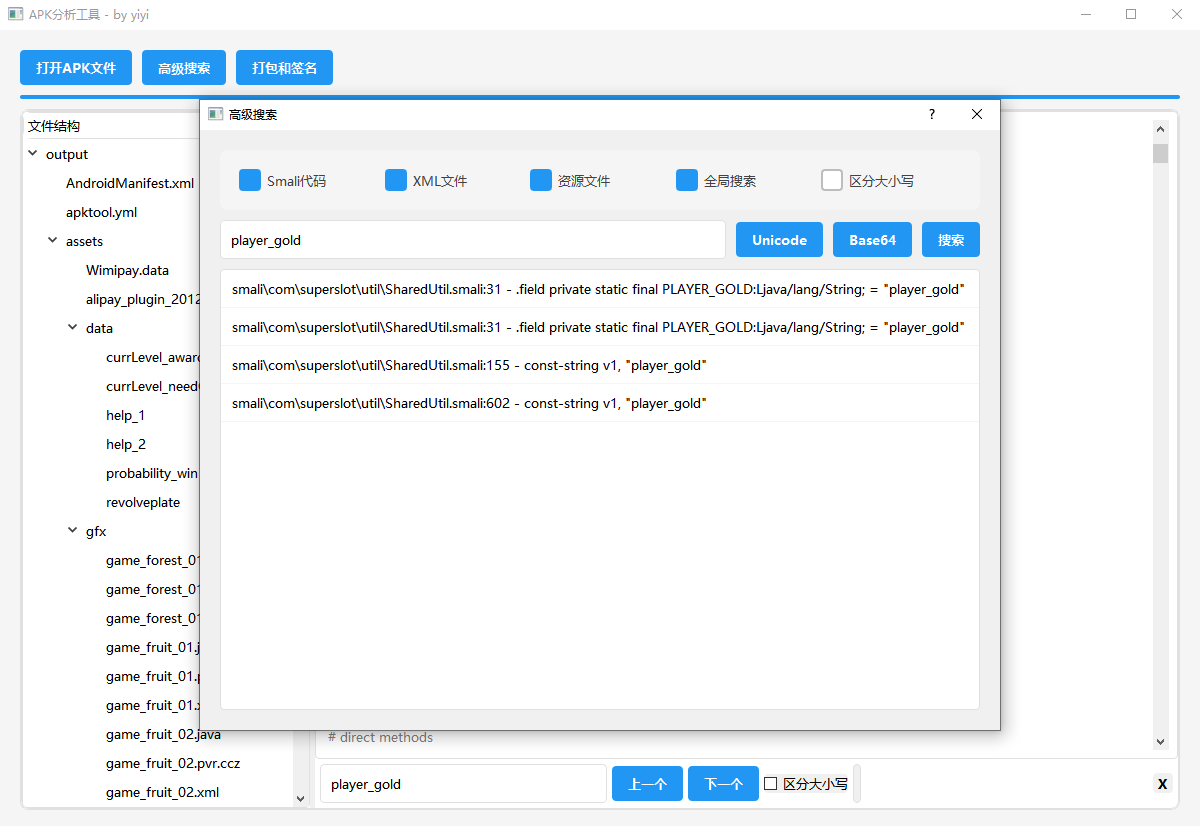 APK分析工具 - by yiyi
打开APK文件
高级搜索
打包和签名
文件结构
output
AndroidManifest.xml
apktool.yml
assets
Wimipay.data
alipay_plugin_2012
data
currLevel_awar
currLevel_need
help_1
help_2
probability_win
revolveplate
gfx
game_forest_01
game_forest_01
game_forest_01
game_fruit_01.j
game_fruit_01.p
game_fruit_01.x
game_fruit_02.java
game_fruit_02.pvr.ccz
game_fruit_02.xml
高级搜索
?
Smali代码
XML文件
资源文件
全局搜索
区分大小写
player_gold
Unicode
Base64
搜索
smali\com\superslot\util\SharedUtil.smali:31 - .field private static final PLAYER_GOLD:Ljava/lang/String; = "player_gold"
smali\com\superslot\util\SharedUtil.smali:31 - .field private static final PLAYER_GOLD:Ljava/lang/String; = "player_gold"
smali\com\superslot\util\SharedUtil.smali:155 - const-string v1, "player_gold"
smali\com\superslot\util\SharedUtil.smali:602 - const-string v1, "player_gold"
# direct methods
player_gold
上一个
下一个
区分大小写
X